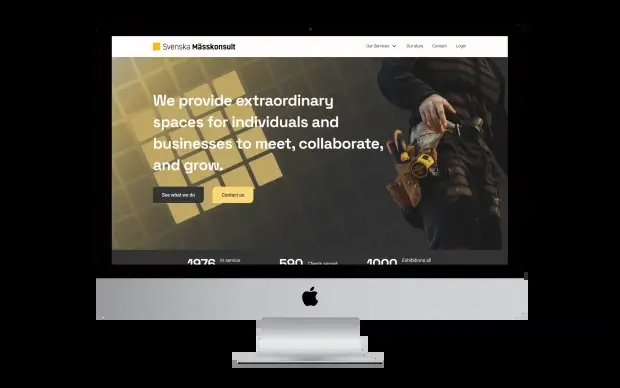 Svenska Mässkonsult
Our Services
Our story
Contact
Login
We provide extraordinary
spaces for individuals and
businesses to meet, collaborate,
and grow.
See what we do
Contact us
1976 In service
590 Clients served
1000 Exhibitions all